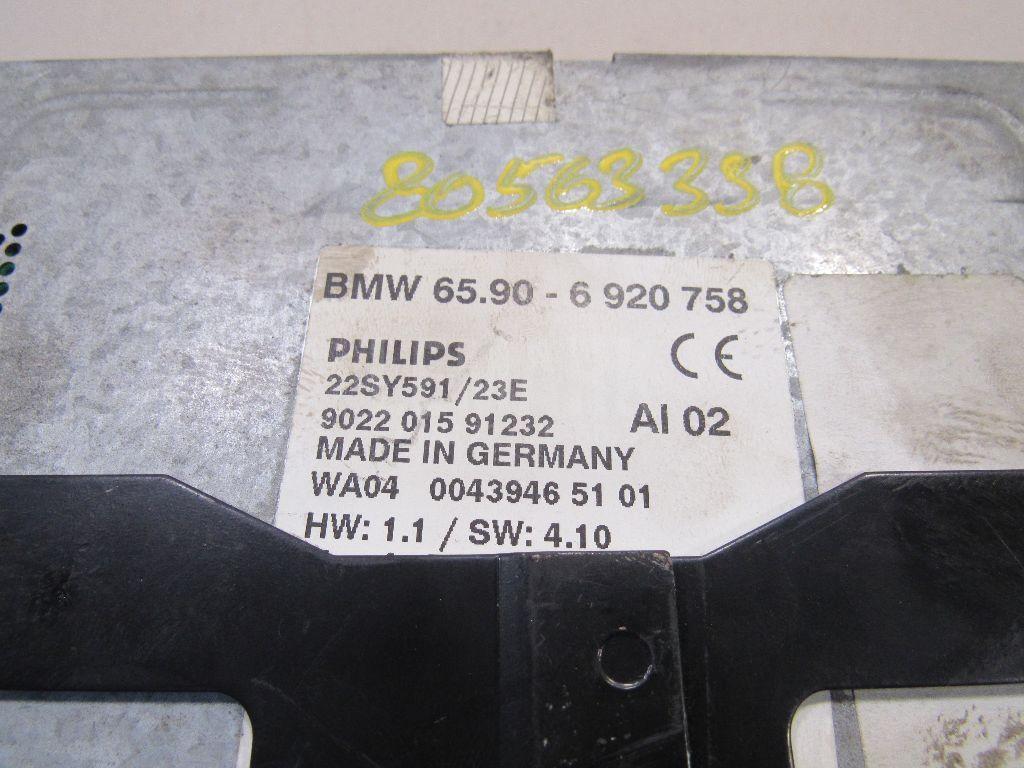 80563338
BMW 65.90 - 6 920 758
PHILIPS CE
22SY591/23E
9022 015 91232 AI 02
MADE IN GERMANY
WA04 0043946 51 01
HW: 1.1 / SW: 4.10